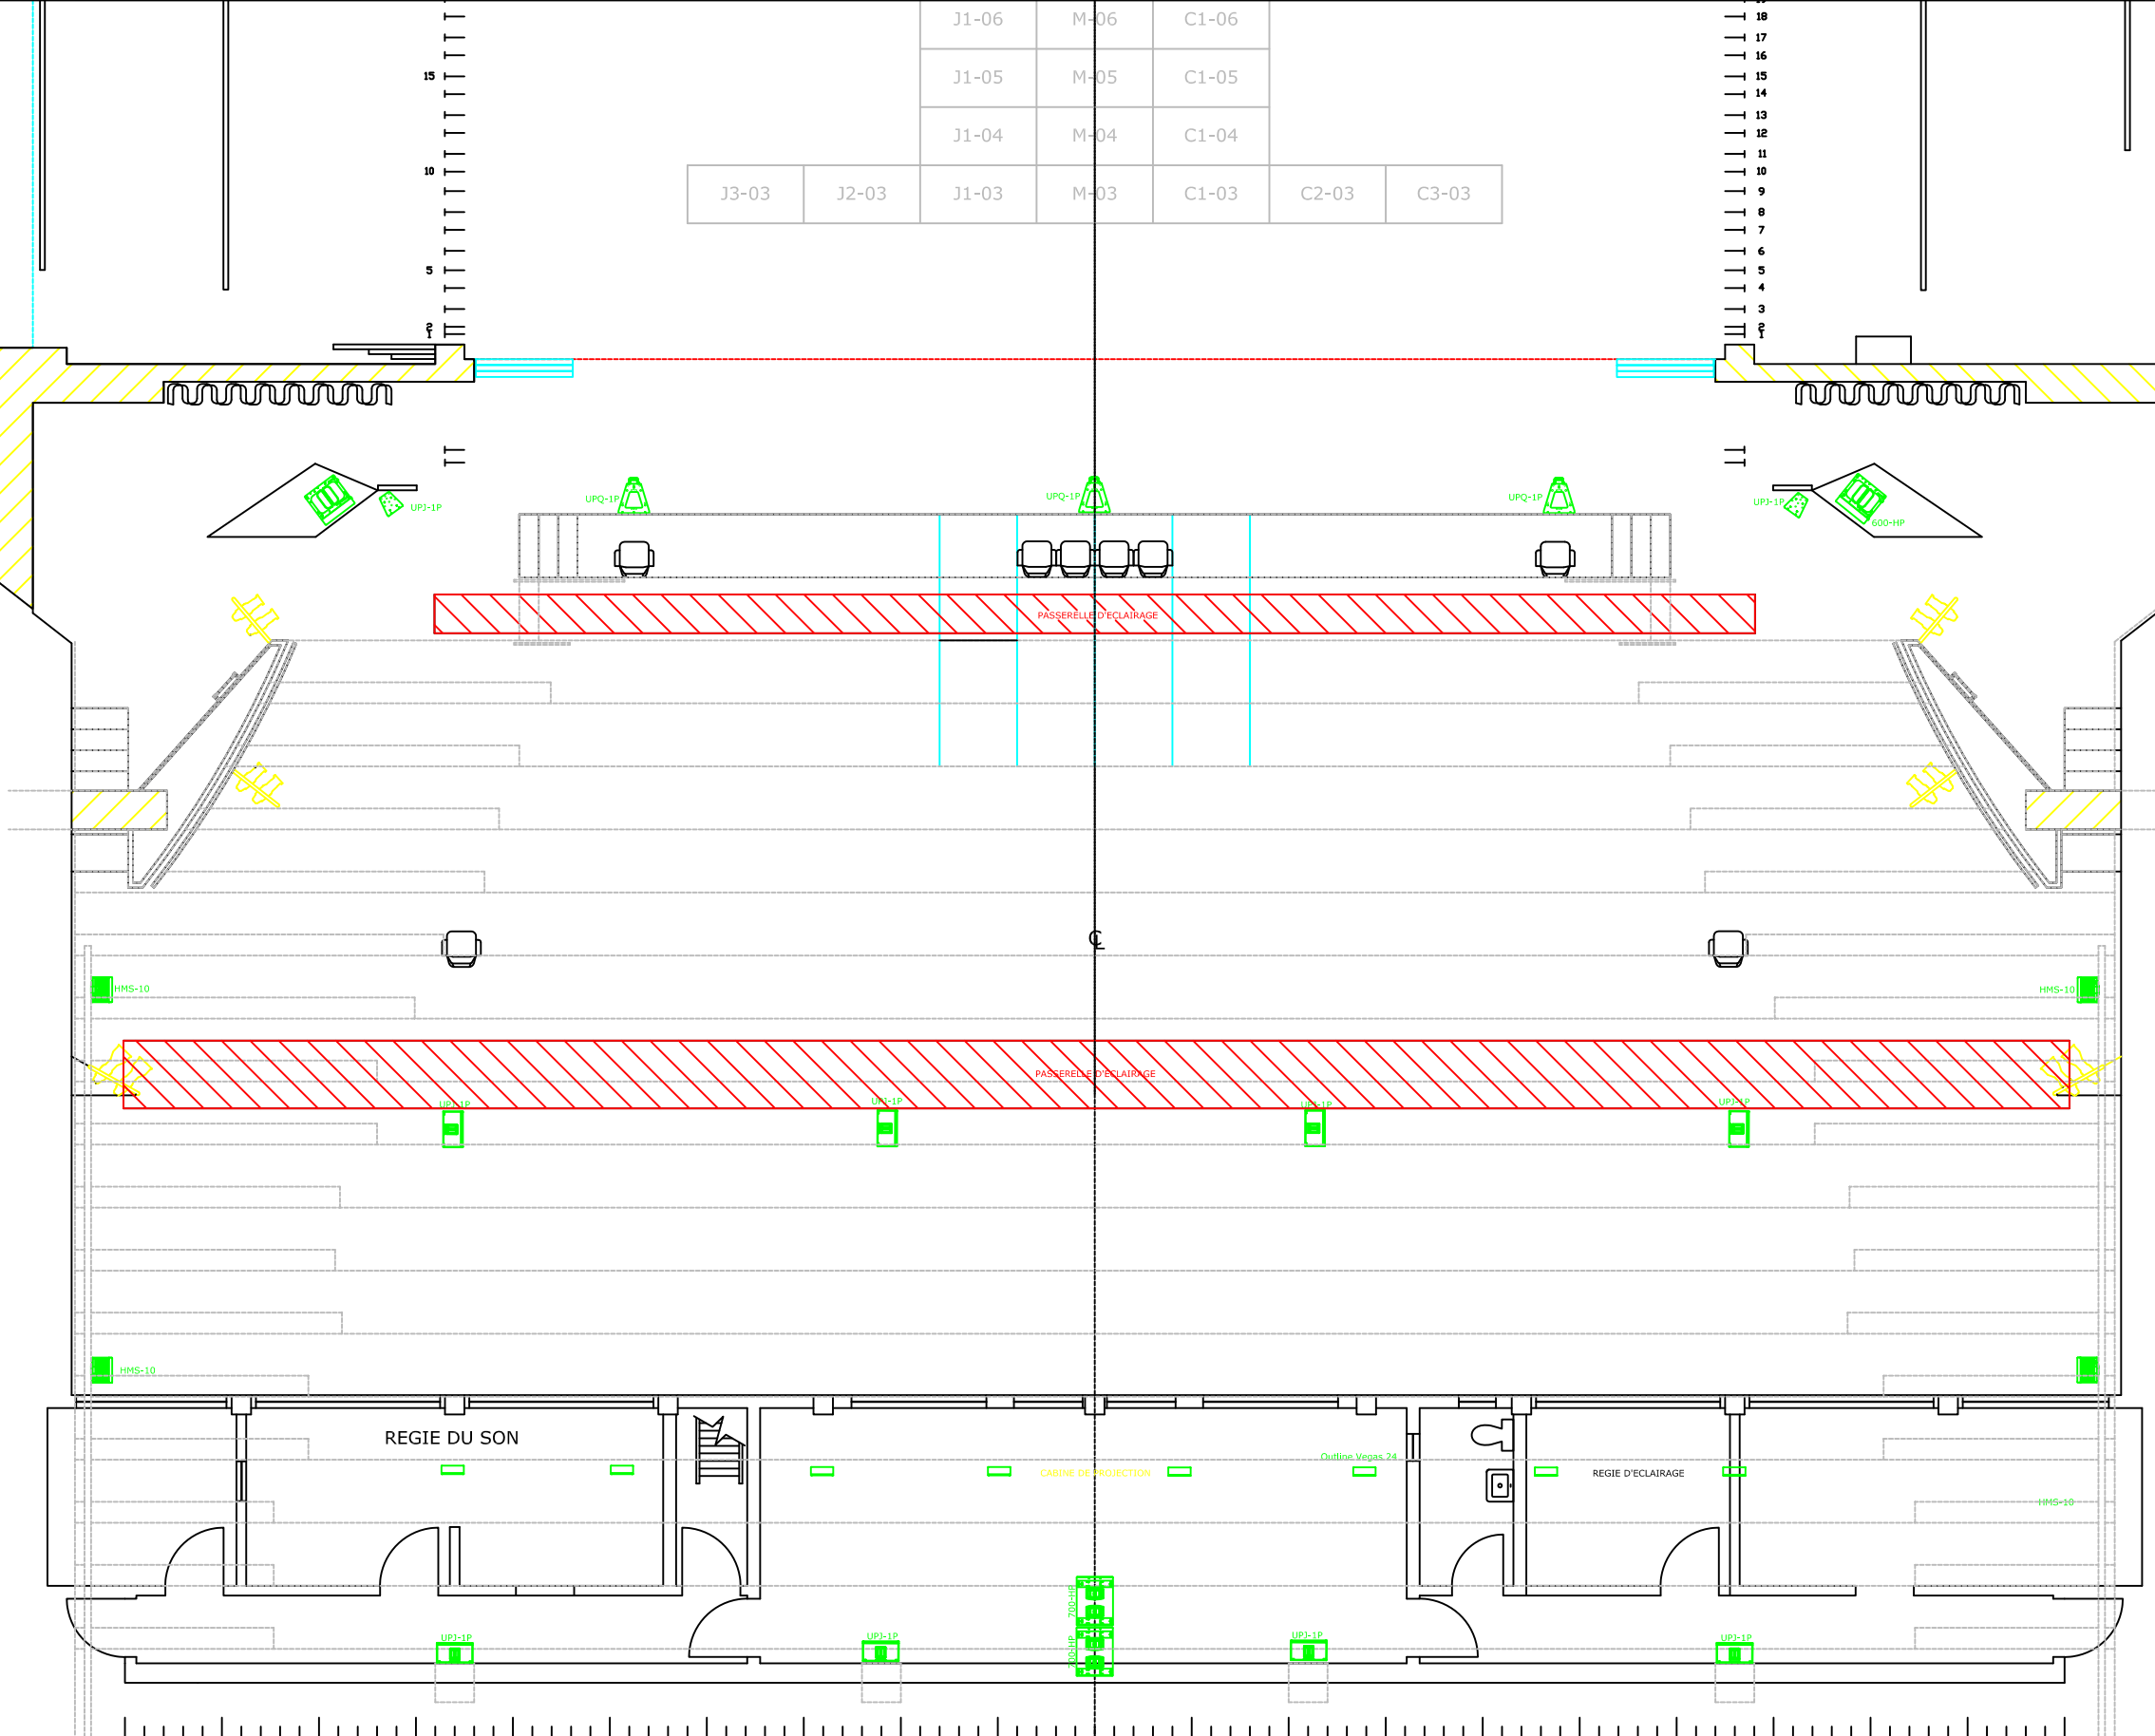 J1-06 M-06 C1-06
18
17
16
J1-05 M-05 C1-05
15 15
14
13
J1-04 M-04 C1-04
12
11
10 10
J3-03 J2-03 J1-03 M-03 C1-03 C2-03 C3-03
9
8
7
6
5 5
4
3
2 2
1 1
UPJ-1P UPQ-1P UPQ-1P UPQ-1P UPJ-1P 600-HP
PASSERELLE D'ECLAIRAGE
CL
HMS-10 HMS-10
PASSERELLE D'ECLAIRAGE
UPJ-1P UPJ-1P UPJ-1P UPJ-1P
HMS-10
REGIE DU SON
Outline Vegas 24
CABINE DE PROJECTION REGIE D'ECLAIRAGE
HMS-10
700-HP
700-HP
UPJ-1P UPJ-1P UPJ-1P UPJ-1P